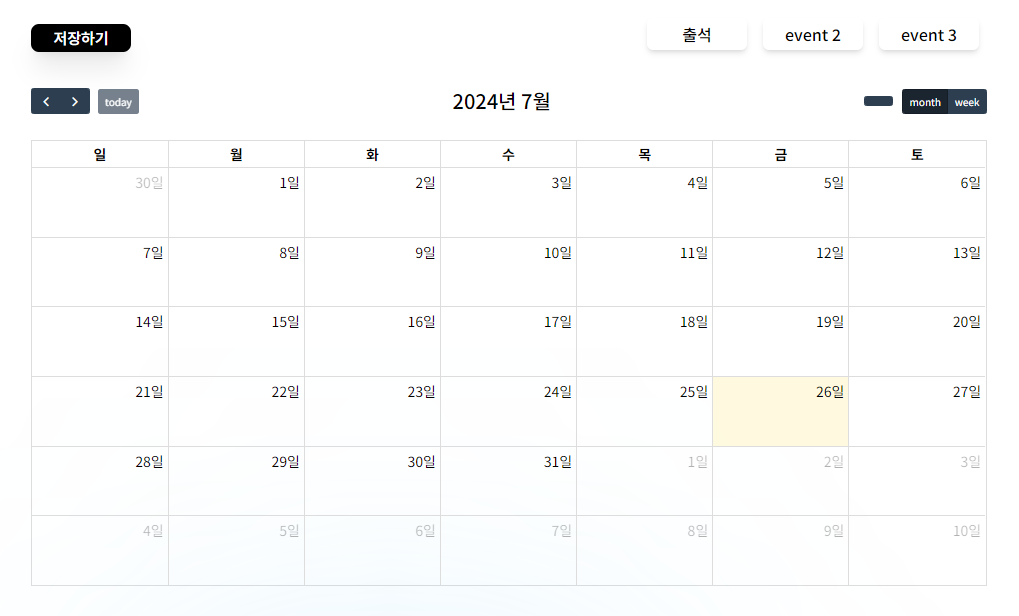 저장하기 출석 event 2 event 3
today 2024년 7월 month week
일 월 화 수 목 금 토
30일 1일 2일 3일 4일 5일 6일
7일 8일 9일 10일 11일 12일 13일
14일 15일 16일 17일 18일 19일 20일
21일 22일 23일 24일 25일 26일 27일
28일 29일 30일 31일 1일 2일 3일
4일 5일 6일 7일 8일 9일 10일